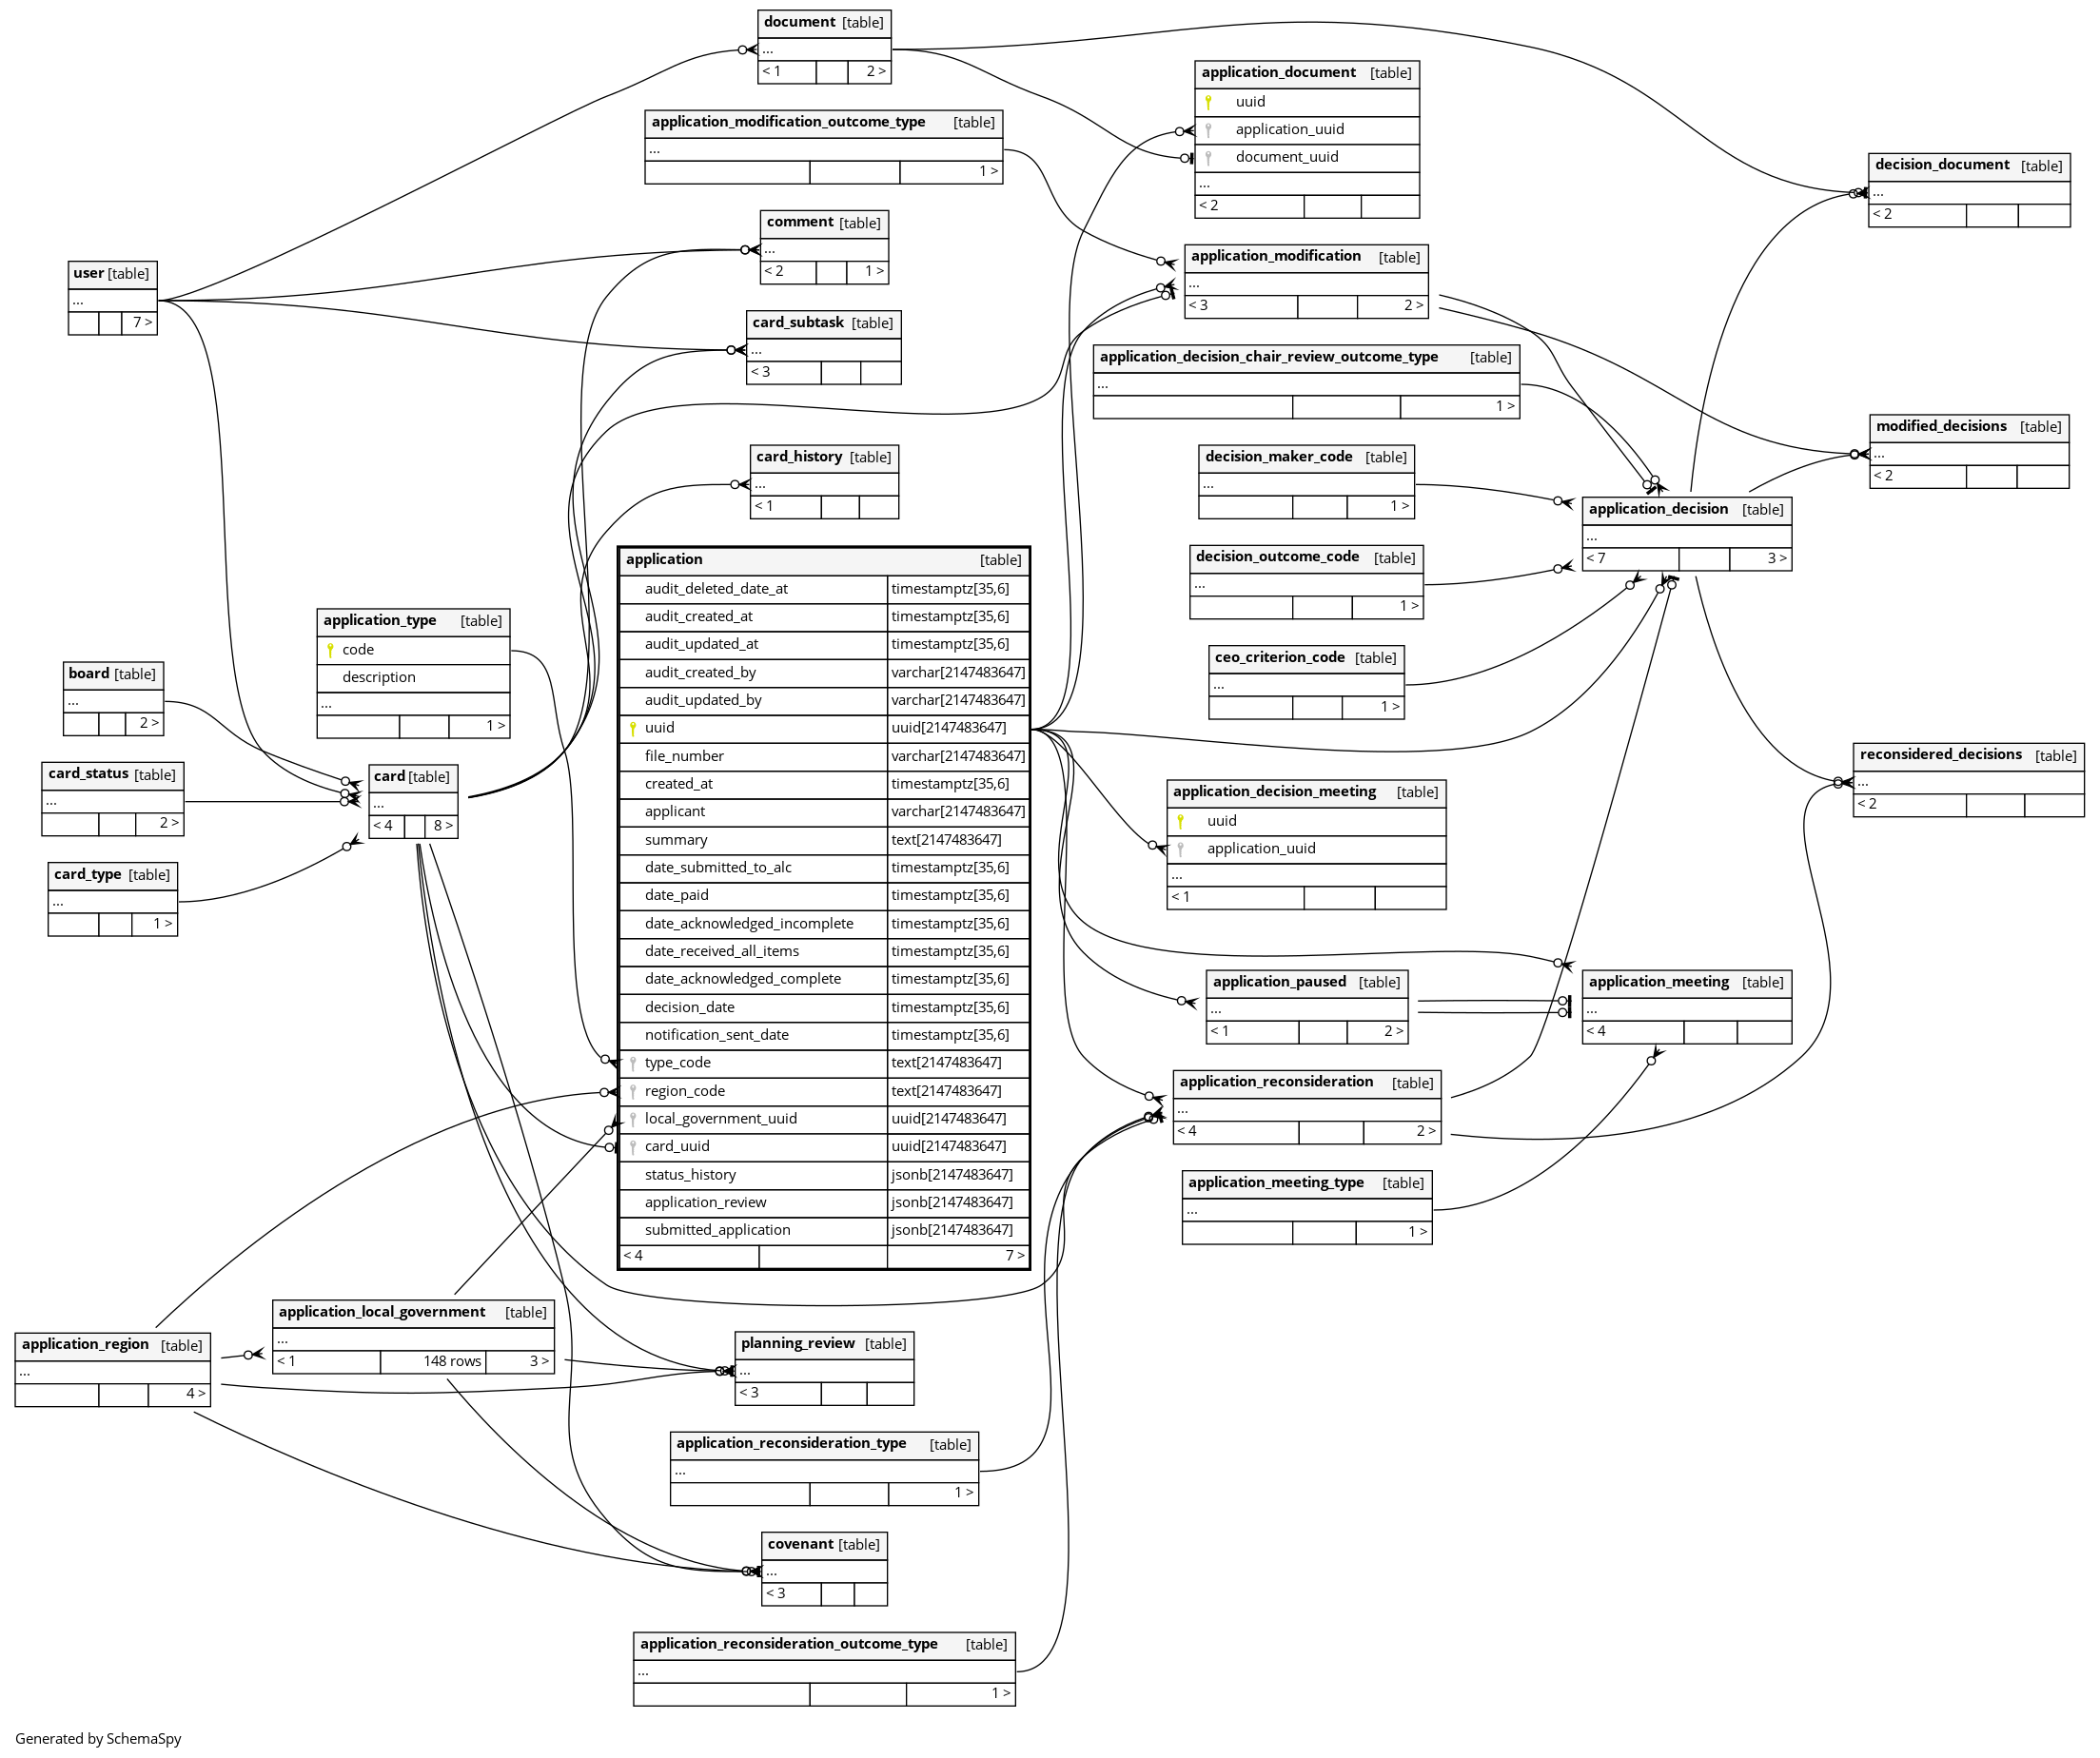 document [table]
...
< 1 2 >
application_modification_outcome_type [table]
...
1 >
application_document [table]
uuid
application_uuid
document_uuid
...
< 2
decision_document [table]
...
< 2
comment [table]
...
< 2 1 >
user [table]
...
7 >
application_modification [table]
...
< 3 2 >
card_subtask [table]
...
< 3
application_decision_chair_review_outcome_type [table]
...
1 >
modified_decisions [table]
...
< 2
card_history [table]
...
< 1
decision_maker_code [table]
...
1 >
application_decision [table]
...
< 7 3 >
decision_outcome_code [table]
...
1 >
ceo_criterion_code [table]
...
1 >
application [table]
audit_deleted_date_at timestamptz[35,6]
audit_created_at timestamptz[35,6]
audit_updated_at timestamptz[35,6]
audit_created_by varchar[2147483647]
audit_updated_by varchar[2147483647]
uuid uuid[2147483647]
file_number varchar[2147483647]
created_at timestamptz[35,6]
applicant varchar[2147483647]
summary text[2147483647]
date_submitted_to_alc timestamptz[35,6]
date_paid timestamptz[35,6]
date_acknowledged_incomplete timestamptz[35,6]
date_received_all_items timestamptz[35,6]
date_acknowledged_complete timestamptz[35,6]
decision_date timestamptz[35,6]
notification_sent_date timestamptz[35,6]
type_code text[2147483647]
region_code text[2147483647]
local_government_uuid uuid[2147483647]
card_uuid uuid[2147483647]
status_history jsonb[2147483647]
application_review jsonb[2147483647]
submitted_application jsonb[2147483647]
< 4 7 >
application_type [table]
code
description
...
1 >
board [table]
...
2 >
card_status [table]
...
2 >
card [table]
...
< 4 8 >
card_type [table]
...
1 >
reconsidered_decisions [table]
...
< 2
application_decision_meeting [table]
uuid
application_uuid
...
< 1
application_paused [table]
...
< 1 2 >
application_meeting [table]
...
< 4
application_reconsideration [table]
...
< 4 2 >
application_meeting_type [table]
...
1 >
application_local_government [table]
...
< 1 148 rows 3 >
application_region [table]
...
4 >
planning_review [table]
...
< 3
application_reconsideration_type [table]
...
1 >
covenant [table]
...
< 3
application_reconsideration_outcome_type [table]
...
1 >
Generated by SchemaSpy